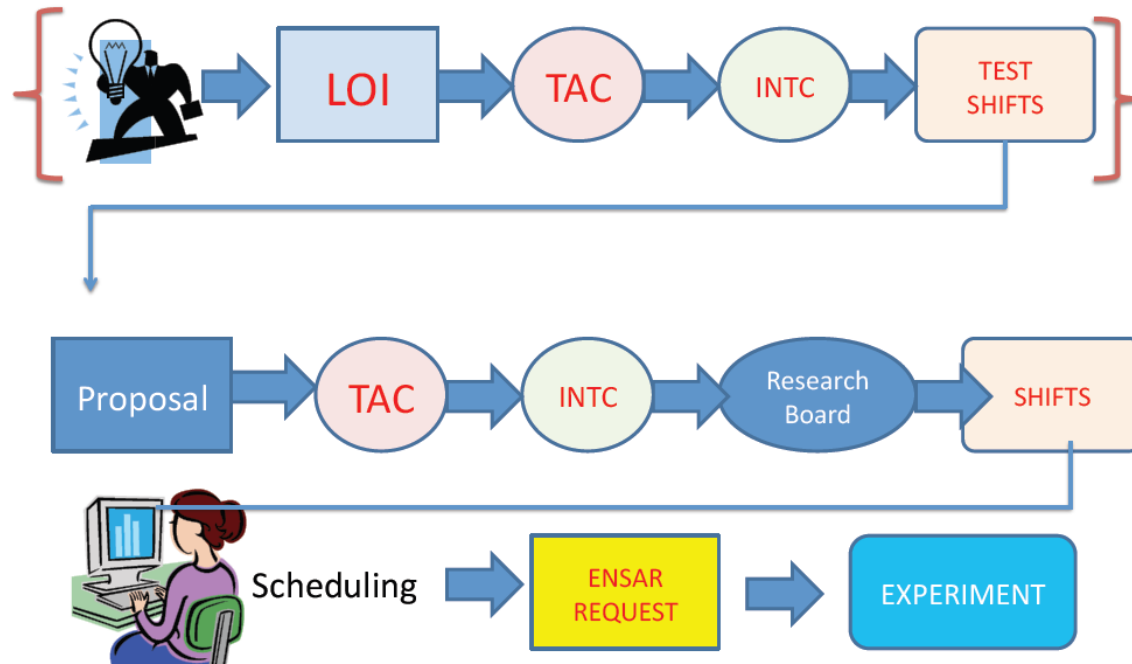 LOI
TAC
INTC
TEST
SHIFTS
Proposal
TAC
INTC
Research
Board
SHIFTS
Scheduling
ENSAR
REQUEST
EXPERIMENT